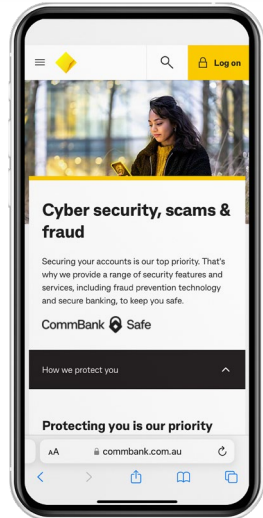 Log on
Cyber security, scams &
fraud
Securing your accounts is our top priority. That's
why we provide a range of security features and
services, including fraud prevention technology
and secure banking, to keep you safe.
CommBank Safe
How we protect you
Protecting you is our priority
AA commbank.com.au